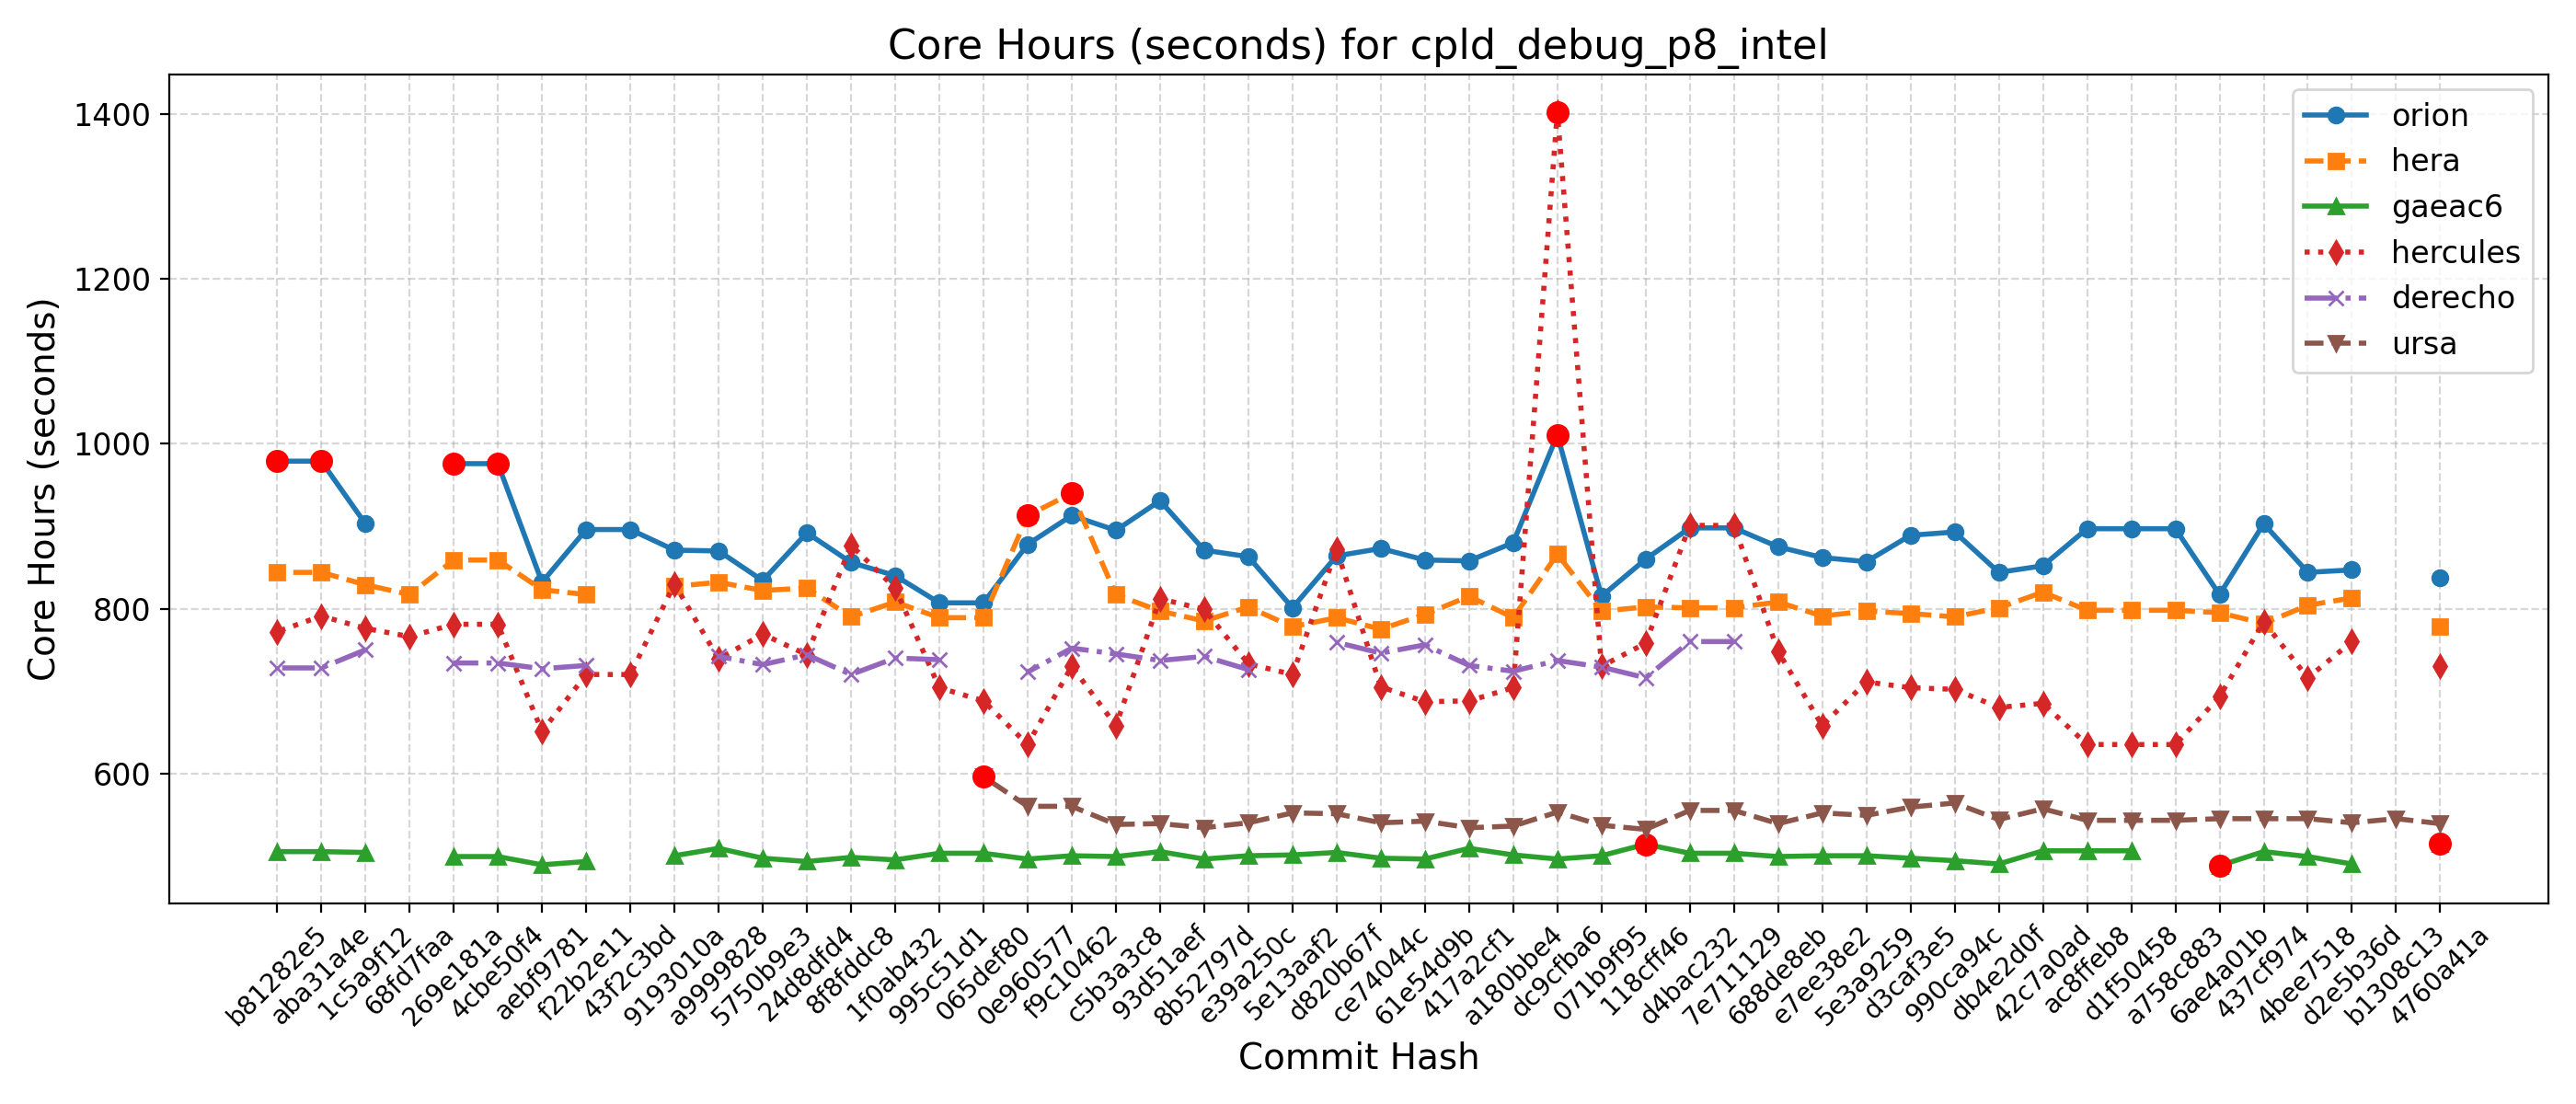 Core Hours (seconds) for cpld_debug_p8_intel
Core Hours (seconds)
1400
1200
1000
800
600
orion
hera
gaeac6
hercules
derecho
ursa
b81282e5
aba31a4e
1c5a9f12
68fd7faa
269e181a
4cbe50f4
aebf9781
f22b2e11
43f2c3bd
9193010a
a9999828
5750b9e3
24d8dfd4
8f8fddc8
1f0ab432
995c51d1
065def80
0e960577
f9c10462
c5b3a3c8
93d51aef
8b52797d
e39a250c
5e13aaf2
d820b67f
ce74044c
61e54d9b
417a2cf1
a180bbe4
dc9cfba6
071b9f95
118cff46
d4bac232
7e711129
688de8eb
e7ee38e2
5e3a9259
d3caf3e5
990ca94c
db4e2d0f
42c7a0ad
ac8ffeb8
d1f50458
a758c883
6ae4a01b
437cf974
4bee7518
d2e5b36d
b1308c13
4760a41a
Commit Hash